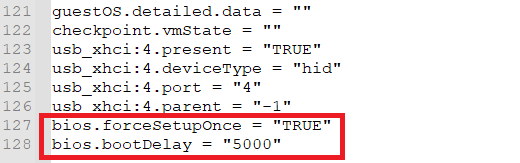 121 guestOS.detailed.data = ""
122 checkpoint.vmState = ""
123 usb_xhci:4.present = "TRUE"
124 usb_xhci:4.deviceType = "hid"
125 usb_xhci:4.port = "4"
126 usb_xhci:4.parent = "-1"
127 bios.forceSetupOnce = "TRUE"
128 bios.bootDelay = "5000"